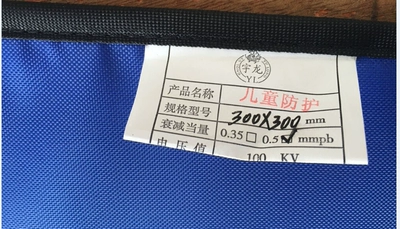 宇龙
YL
产品名称 儿童防护
规格型号 300X300 mm
衰减当量 0.35□ 0.5☑ mmpb
电压值 100 KV